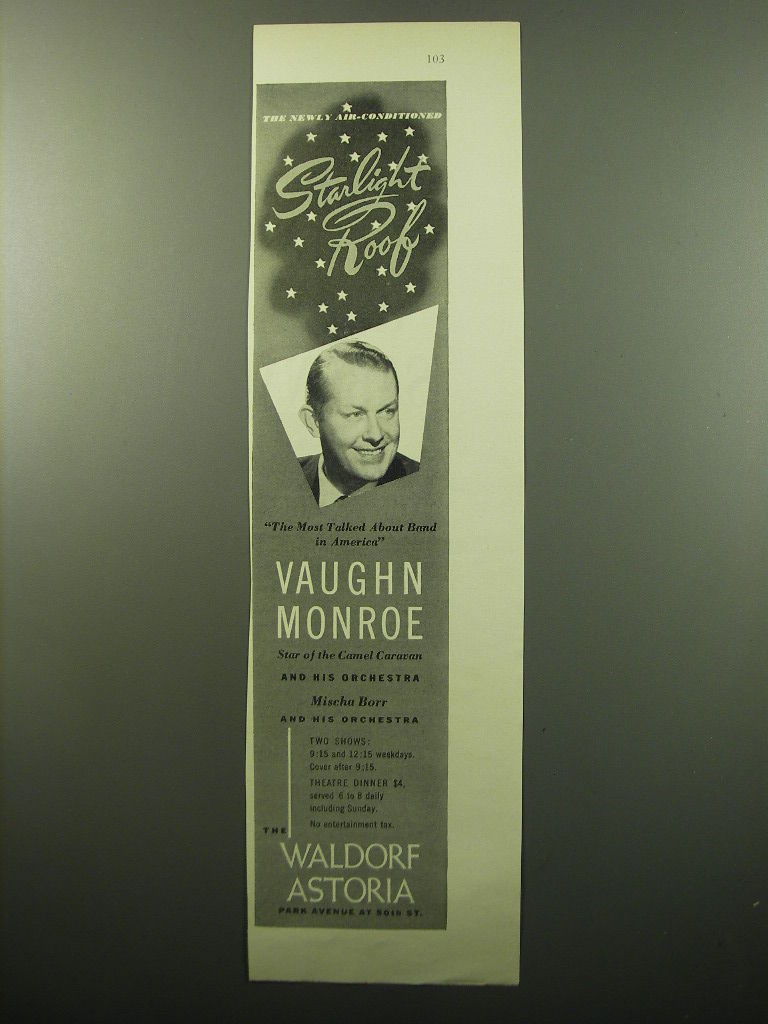 103
THE NEWLY AIR-CONDITIONED
Starlight
Roof
"The Most Talked About Band
in America"
VAUGHN
MONROE
Star of the Camel Caravan
AND HIS ORCHESTRA
Mischa Borr
AND HIS ORCHESTRA
TWO SHOWS:
9:15 and 12:15 weekdays.
Cover after 9:15.
THEATRE DINNER $4,
served 6 to 8 daily
including Sunday.
No entertainment tax.
THE
WALDORF
ASTORIA
PARK AVENUE AT 50th ST.